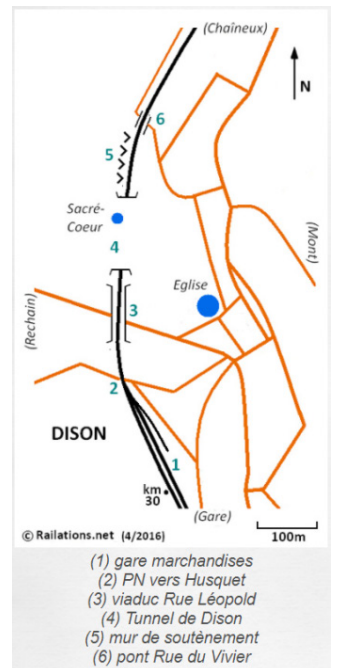 (Chaîneux)
N
6
5
Sacré-
Coeur
4
(Mont)
Eglise
3
(Rechain)
2
DISON
1
km
30
(Gare)
© Railations.net (4/2016)
100m
(1) gare marchandises
(2) PN vers Husquet
(3) viaduc Rue Léopold
(4) Tunnel de Dison
(5) mur de soutènement
(6) pont Rue du Vivier